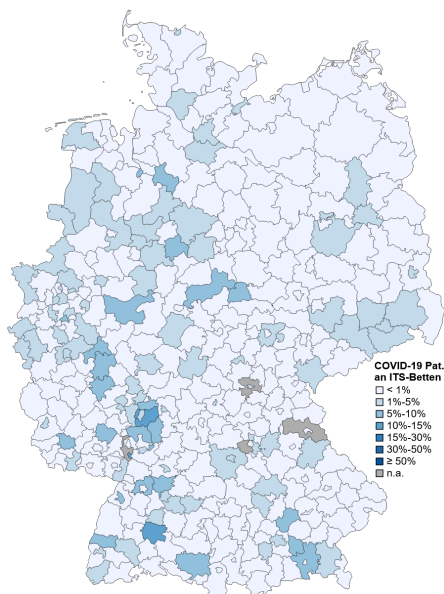 COVID-19 Pat.
an ITS-Betten
< 1%
1%-5%
5%-10%
10%-15%
15%-30%
30%-50%
≥ 50%
n.a.